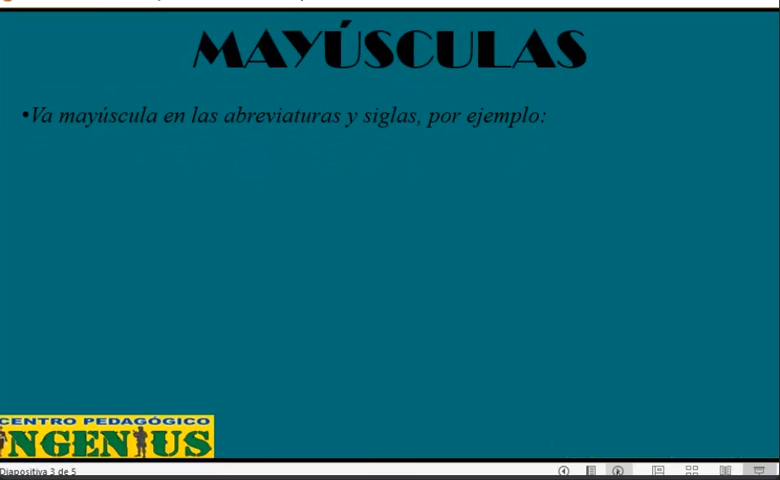 MAYÚSCULAS
•Va mayúscula en las abreviaturas y siglas, por ejemplo:
CENTRO PEDAGÓGICO
INGENIUS
Diapositiva 3 de 5